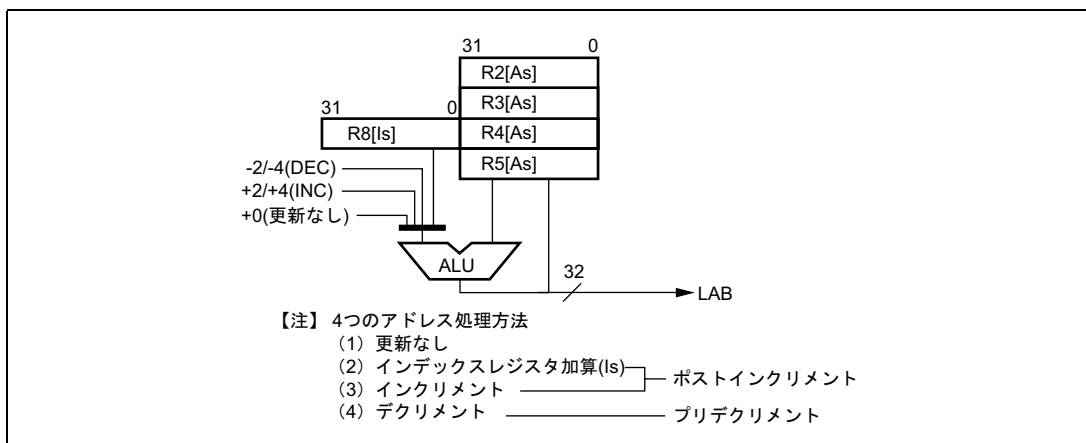 31 0
R2[As]
R3[As]
31 0
R8[Is] R4[As]
R5[As]
-2/-4(DEC)
+2/+4(INC)
+0(更新なし)
ALU
32
LAB
【注】 4つのアドレス処理方法
（1）更新なし
（2）インデックスレジスタ加算(Is)
（3）インクリメント
ポストインクリメント
（4）デクリメント
プリデクリメント